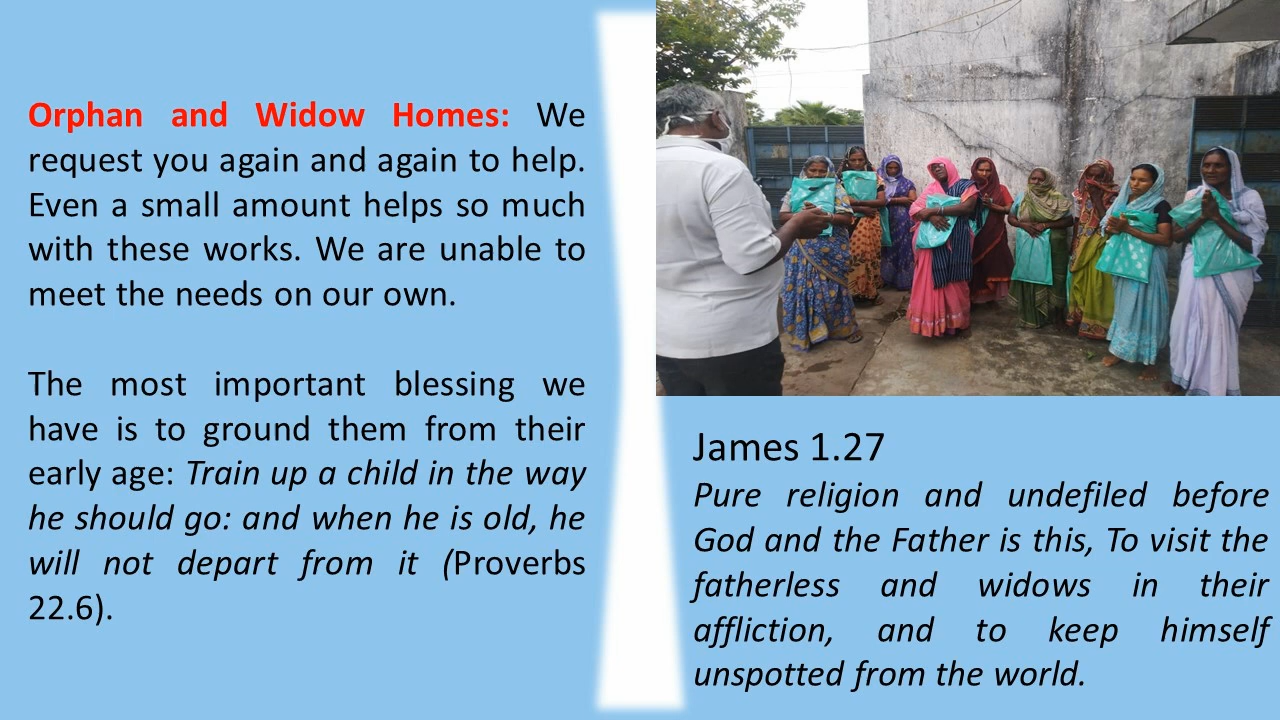 Orphan and Widow Homes: We
request you again and again to help.
Even a small amount helps so much
with these works. We are unable to
meet the needs on our own.
The most important blessing we
have is to ground them from their
early age: Train up a child in the way
he should go: and when he is old, he
will not depart from it (Proverbs
22.6).
James 1.27
Pure religion and undefiled before
God and the Father is this, To visit the
fatherless and widows in their
affliction, and to keep himself
unspotted from the world.